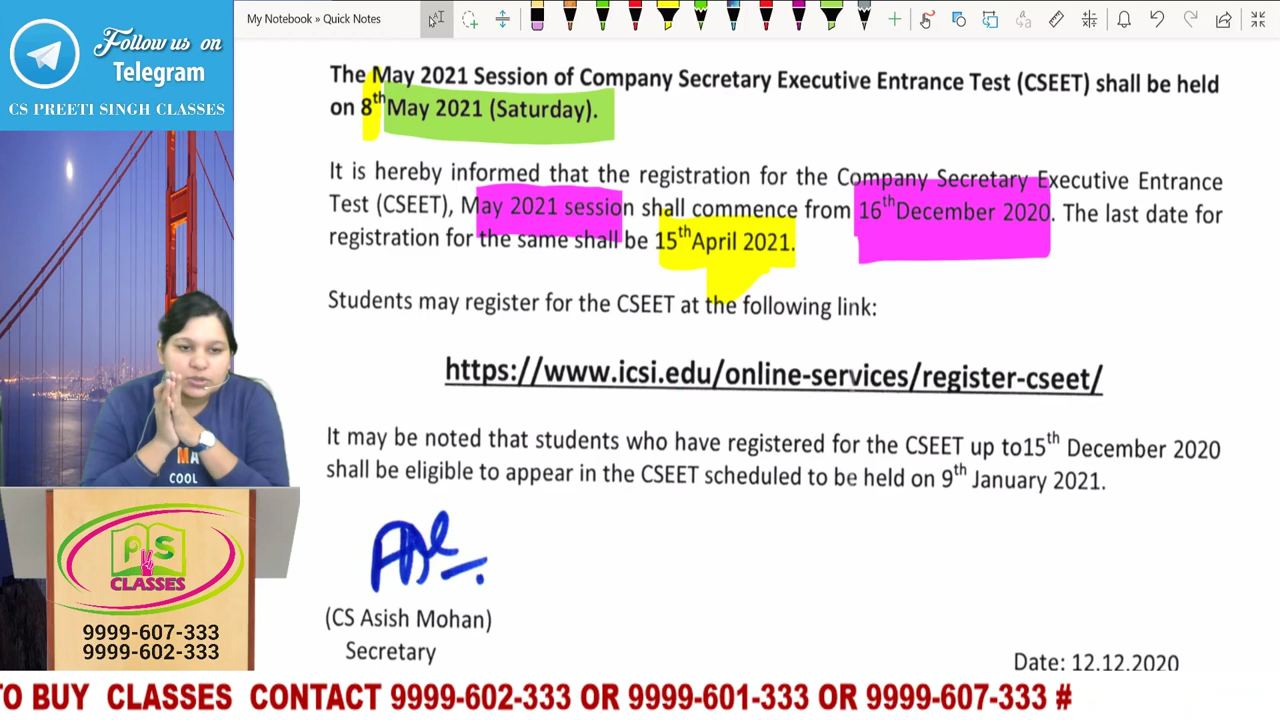 My Notebook » Quick Notes
Follow us on
Telegram
CS PREETI SINGH CLASSES
The May 2021 Session of Company Secretary Executive Entrance Test (CSEET) shall be held
on 8th May 2021 (Saturday).
It is hereby informed that the registration for the Company Secretary Executive Entrance
Test (CSEET), May 2021 session shall commence from 16th December 2020. The last date for
registration for the same shall be 15th April 2021.
Students may register for the CSEET at the following link:
https://www.icsi.edu/online-services/register-cseet/
It may be noted that students who have registered for the CSEET up to15th December 2020
shall be eligible to appear in the CSEET scheduled to be held on 9th January 2021.
(CS Asish Mohan)
Secretary
Date: 12.12.2020
MA
COOL
PS
CLASSES
9999-607-333
9999-602-333
TO BUY CLASSES CONTACT 9999-602-333 OR 9999-601-333 OR 9999-607-333 #